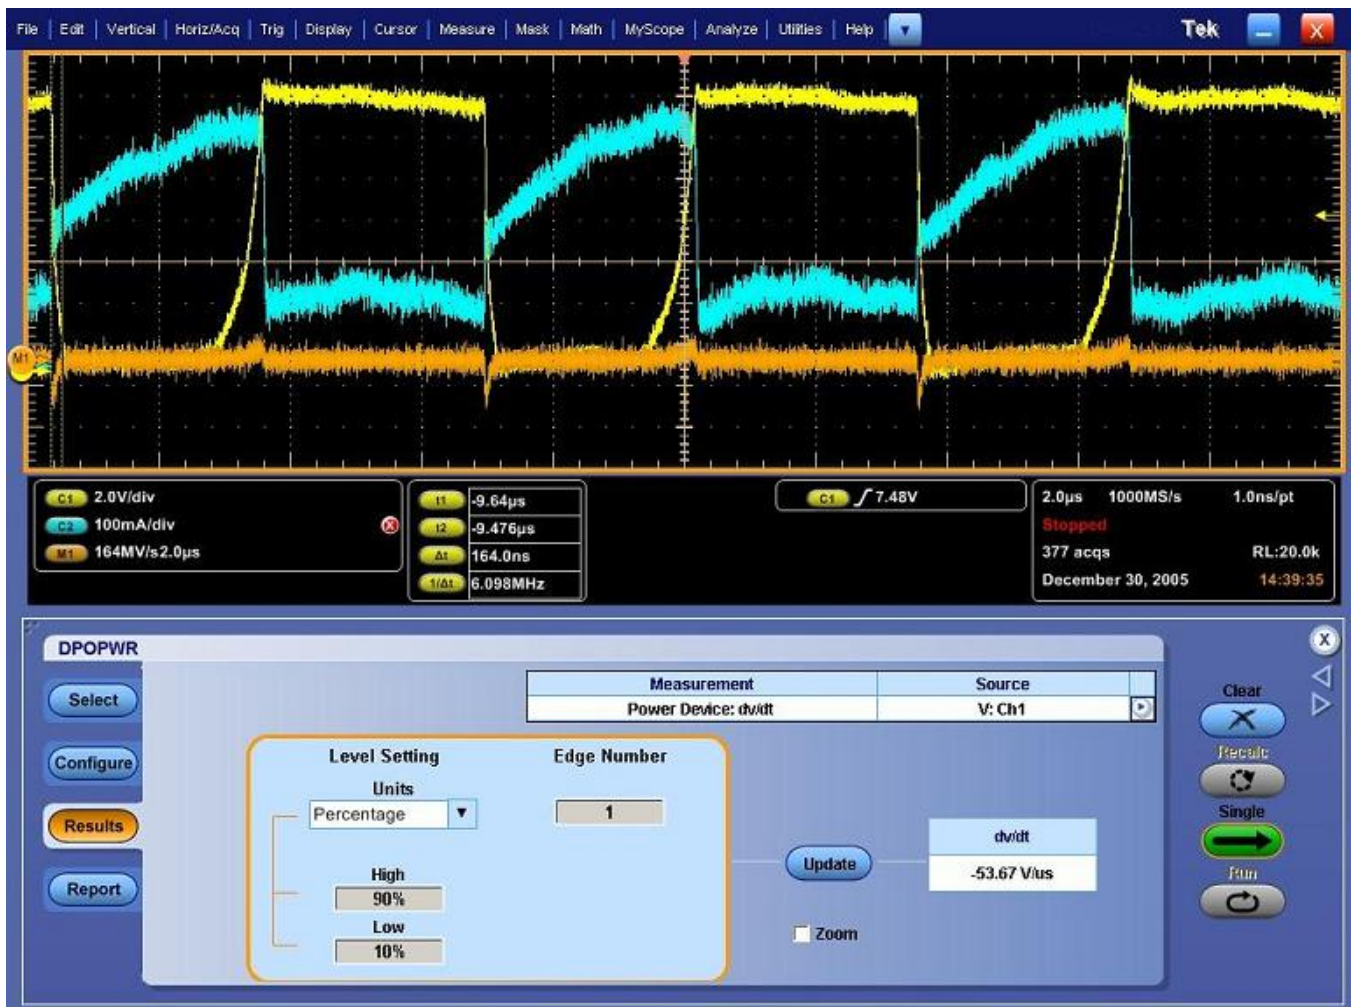 File | Edit | Vertical | Horiz/Acq | Trig | Display | Cursor | Measure | Mask | Math | MyScope | Analyze | Utilities | Help | Tek X
M1
C1 2.0V/div
C2 100mA/div
M1 164MV/s2.0µs
t1 -9.64µs
t2 -9.476µs
Δt 164.0ns
1/Δt 6.098MHz
C1 7.48V
2.0µs 1000MS/s 1.0ns/pt
Stopped
377 acqs RL:20.0k
December 30, 2005 14:39:35
DPOPWR X
Select
Configure
Results
Report
Measurement Source
Power Device: dv/dt V: Ch1
Level Setting Edge Number
Units
Percentage 1
High
90%
Low
10%
Update
Zoom
dv/dt
-53.67 V/us
Clear
Recalc
Single
Run